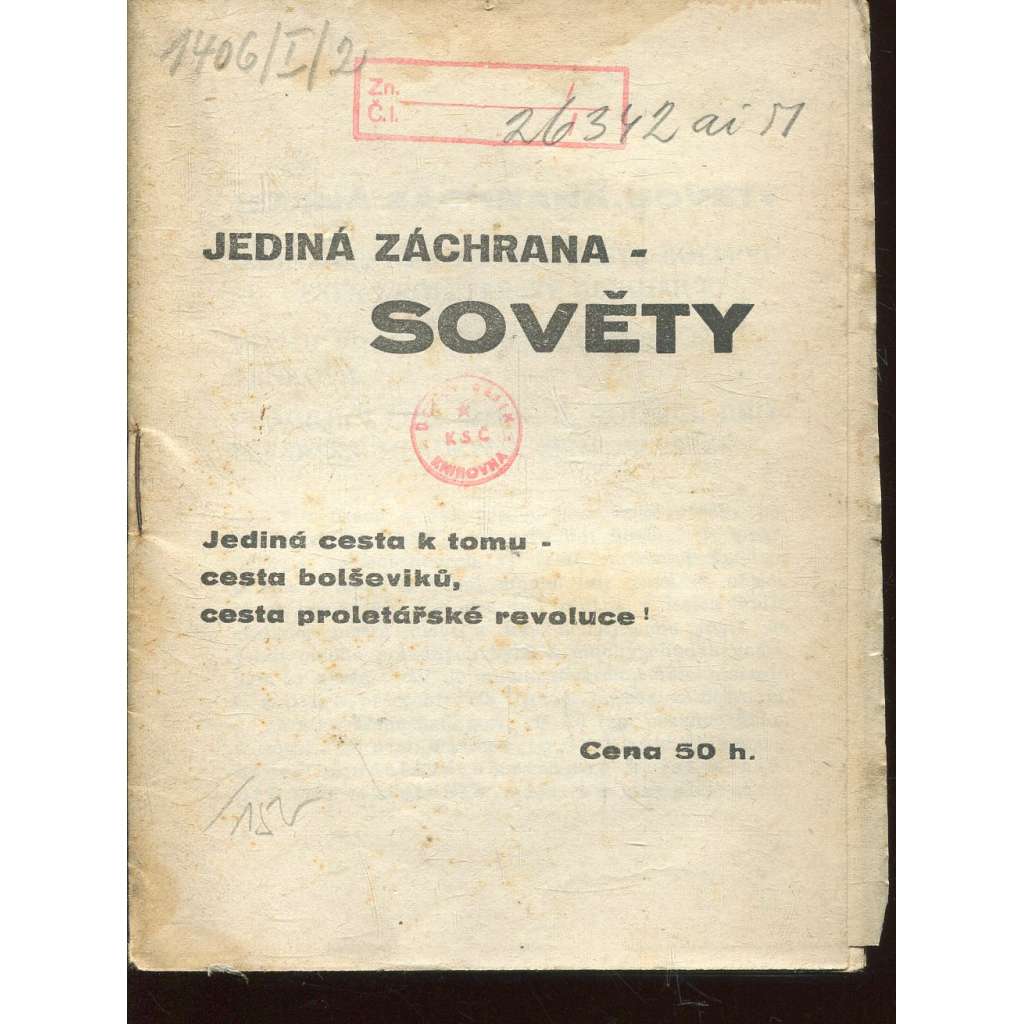 1406/I/2
Zn.
Č.l.
26342 ai
JEDINÁ ZÁCHRANA -
SOVĚTY
KSČ
KNIHOVNA
Jediná cesta k tomu -
cesta bolševiků,
cesta proletářské revoluce!
Cena 50 h.